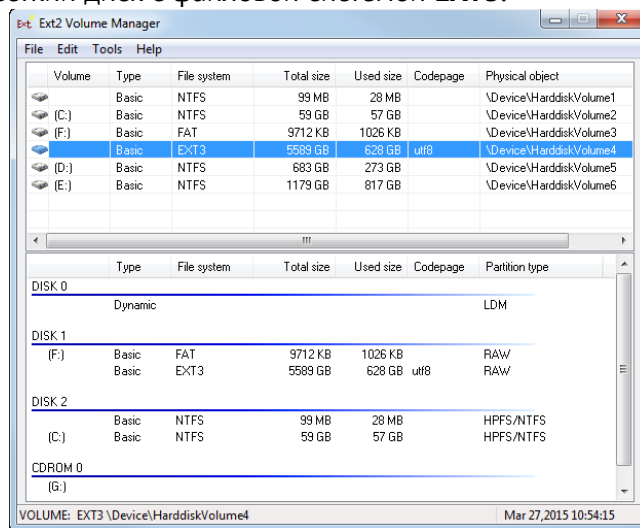 диск с файловой системой EXT3.
Ext2 Volume Manager
File Edit Tools Help
Volume Type File system Total size Used size Codepage Physical object
Basic NTFS 99 MB 28 MB \Device\HarddiskVolume1
(C:) Basic NTFS 59 GB 57 GB \Device\HarddiskVolume2
(F:) Basic FAT 9712 KB 1026 KB \Device\HarddiskVolume3
Basic EXT3 5589 GB 628 GB utf8 \Device\HarddiskVolume4
(D:) Basic NTFS 683 GB 273 GB \Device\HarddiskVolume5
(E:) Basic NTFS 1179 GB 817 GB \Device\HarddiskVolume6
Type File system Total size Used size Codepage Partition type
DISK 0
Dynamic LDM
DISK 1
(F:) Basic FAT 9712 KB 1026 KB RAW
Basic EXT3 5589 GB 628 GB utf8 RAW
DISK 2
Basic NTFS 99 MB 28 MB HPFS/NTFS
(C:) Basic NTFS 59 GB 57 GB HPFS/NTFS
CDROM 0
(G:)
VOLUME: EXT3 \Device\HarddiskVolume4 Mar 27,2015 10:54:15